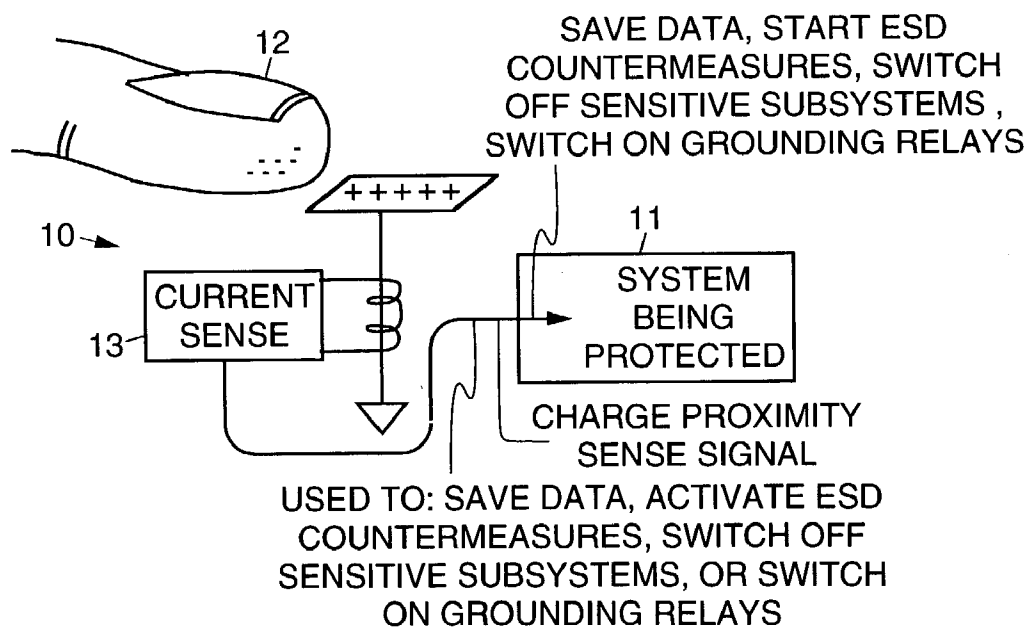 SAVE DATA, START ESD
COUNTERMEASURES, SWITCH
OFF SENSITIVE SUBSYSTEMS ,
SWITCH ON GROUNDING RELAYS
12
+ + + + +
10
11
CURRENT
SENSE
13
SYSTEM
BEING
PROTECTED
CHARGE PROXIMITY
SENSE SIGNAL
USED TO: SAVE DATA, ACTIVATE ESD
COUNTERMEASURES, SWITCH OFF
SENSITIVE SUBSYSTEMS, OR SWITCH
ON GROUNDING RELAYS